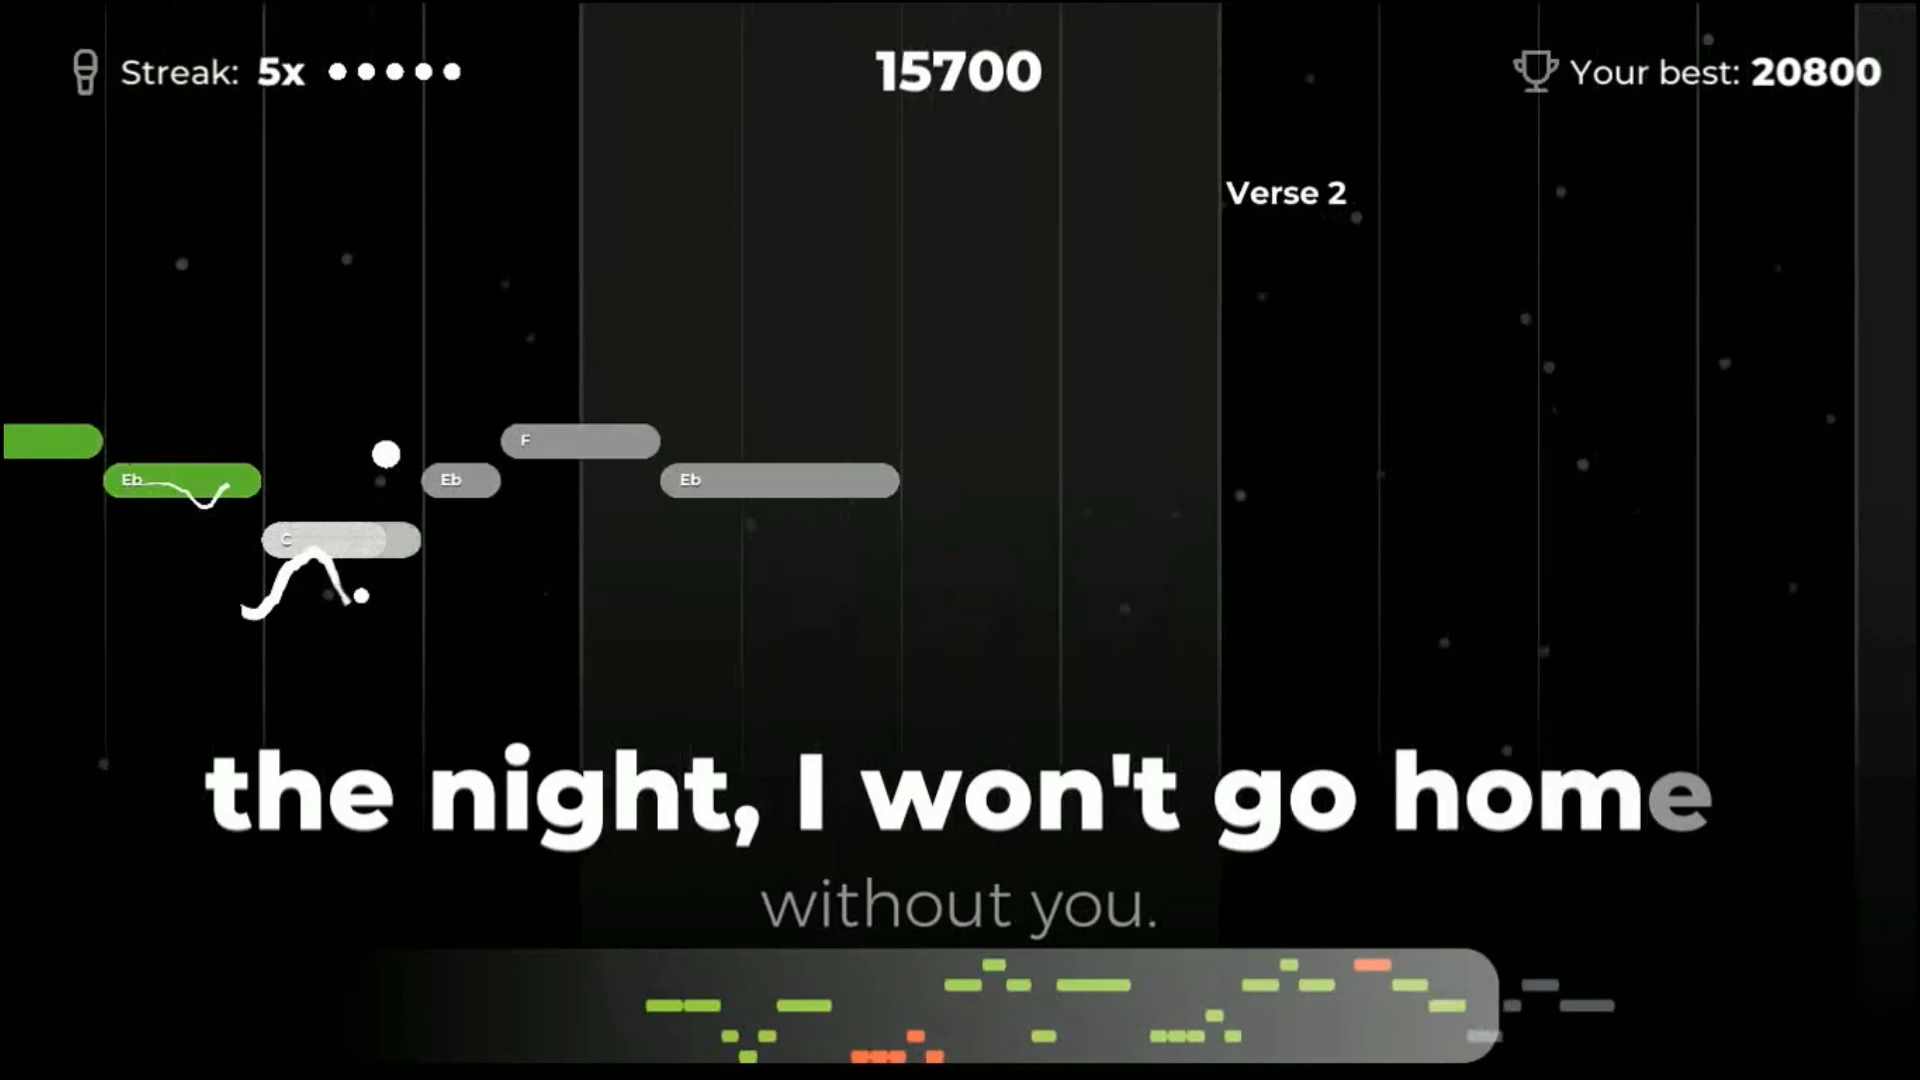 Streak: 5x
15700
Your best: 20800
Verse 2
F
Eb
Eb
Eb
C
the night, I won't go home
without you.